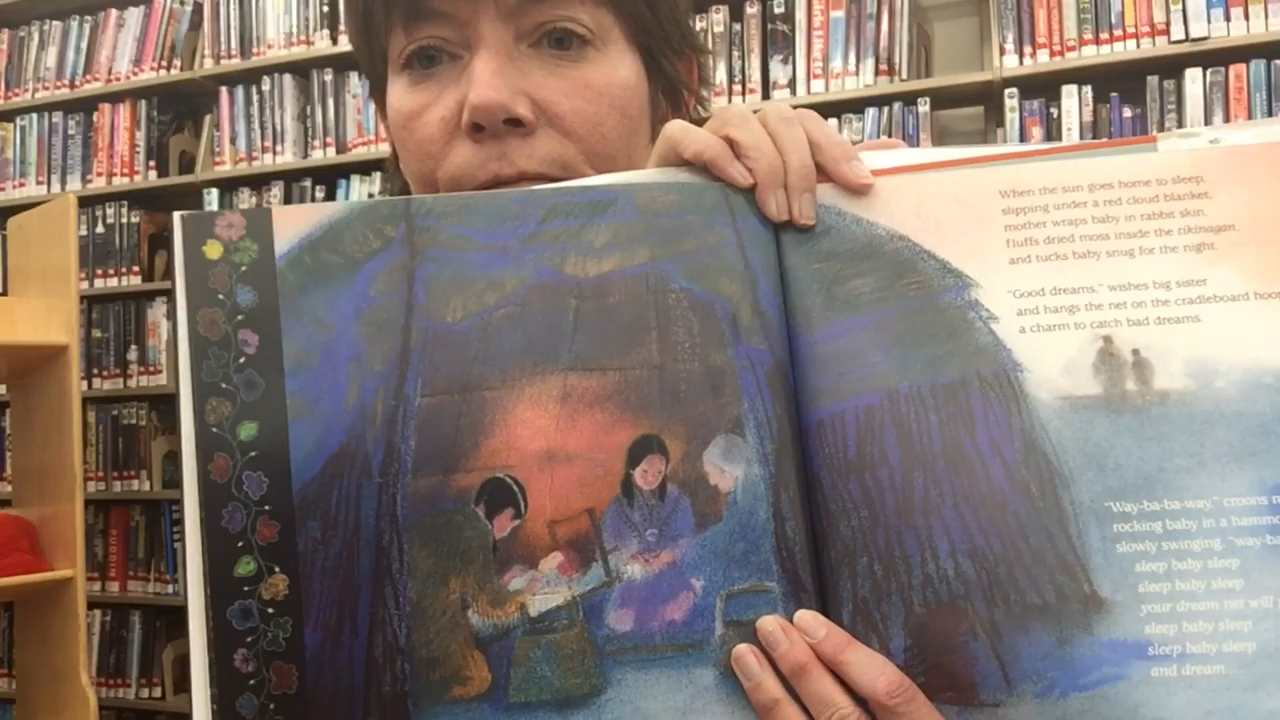 When the sun goes home to sleep,
slipping under a red cloud blanket,
mother wraps baby in rabbit skin,
fluffs dried moss inside the tikinagan,
and tucks baby snug for the night.
"Good dreams," wishes big sister
and hangs the net on the cradleboard hoo
a charm to catch bad dreams.
"Way-ba-ba-way," croons n
rocking baby in a hammo
slowly swinging, "way-ba
sleep baby sleep
sleep baby sleep
your dream net will
sleep baby sleep
sleep baby sleep
and dream....
PUDDIN